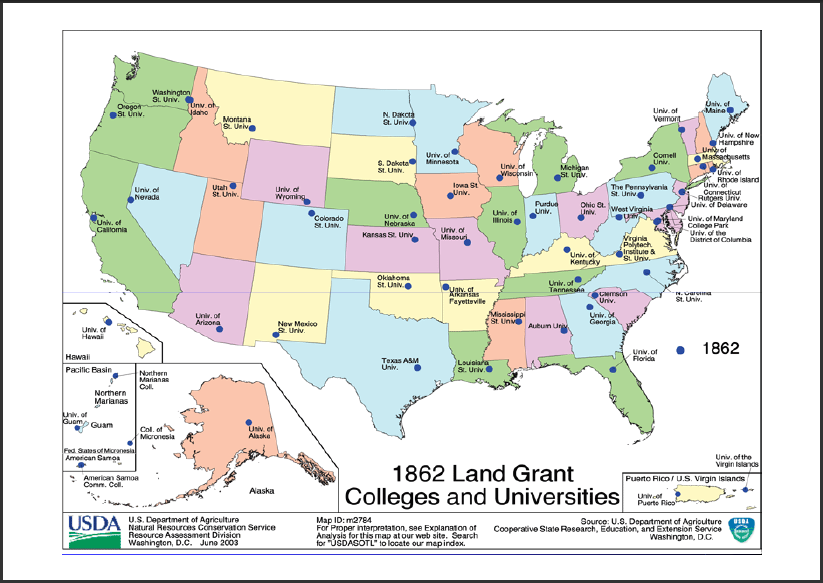 Washington
St. Univ.
Oregon
St. Univ.
Univ. of
Idaho
Montana
St. Univ.
N. Dakota
St. Univ.
S. Dakota
St. Univ.
Univ. of
Minnesota
Univ. of
Wisconsin
Michigan
St. Univ.
Univ. of
Vermont
Univ. of
Maine
Univ. of New
Hampshire
Univ. of
Massachusetts
Univ. of
Rhode Island
Univ. of
Connecticut
Rutgers Univ.
Univ. of Delaware
Cornell
Univ.
The Pennsylvania
St. Univ.
Univ. of Maryland
College Park
Univ. of the
District of Columbia
West Virginia
Univ.
Virginia
Polytech.
Institute &
St. Univ.
Ohio St.
Univ.
Purdue
Univ.
Univ. of
Illinois
Iowa St.
Univ.
Univ. of
Nebraska
Univ. of
Wyoming
Utah
St. Univ.
Univ. of
Nevada
Univ. of
California
Colorado
St. Univ.
Kansas St. Univ.
Univ. of
Missouri
Univ. of
Kentucky
Univ. of
Tennessee
N. Carolina
St. Univ.
Clemson
Univ.
Univ. of
Georgia
Auburn Univ.
Mississippi
St. Univ.
Univ. of
Arkansas
Fayetteville
Oklahoma
St. Univ.
New Mexico
St. Univ.
Univ. of
Arizona
Texas A&M
Univ.
Louisiana
St. Univ.
Univ. of
Florida
1862
Univ. of
Hawaii
Hawaii
Pacific Basin
Northern
Marianas
Coll.
Northern
Marianas
Univ. of
Guam
Guam
Coll. of
Micronesia
Fed. States of Micronesia
American Samoa
American Samoa
Comm. Coll.
Univ. of
Alaska
Alaska
Univ. of the
Virgin Islands
Puerto Rico / U.S. Virgin Islands
Univ. of
Puerto Rico
1862 Land Grant
Colleges and Universities
USDA
U.S. Department of Agriculture
Natural Resources Conservation Service
Resource Assessment Division
Washington, D.C. June 2003
Map ID: m2784
For Proper interpretation, see Explanation of
Analysis for this map at our web site. Search
for "USDASOTL" to locate our map index.
Source: U.S. Department of Agriculture
Cooperative State Research, Education, and Extension Service
Washington, D.C.